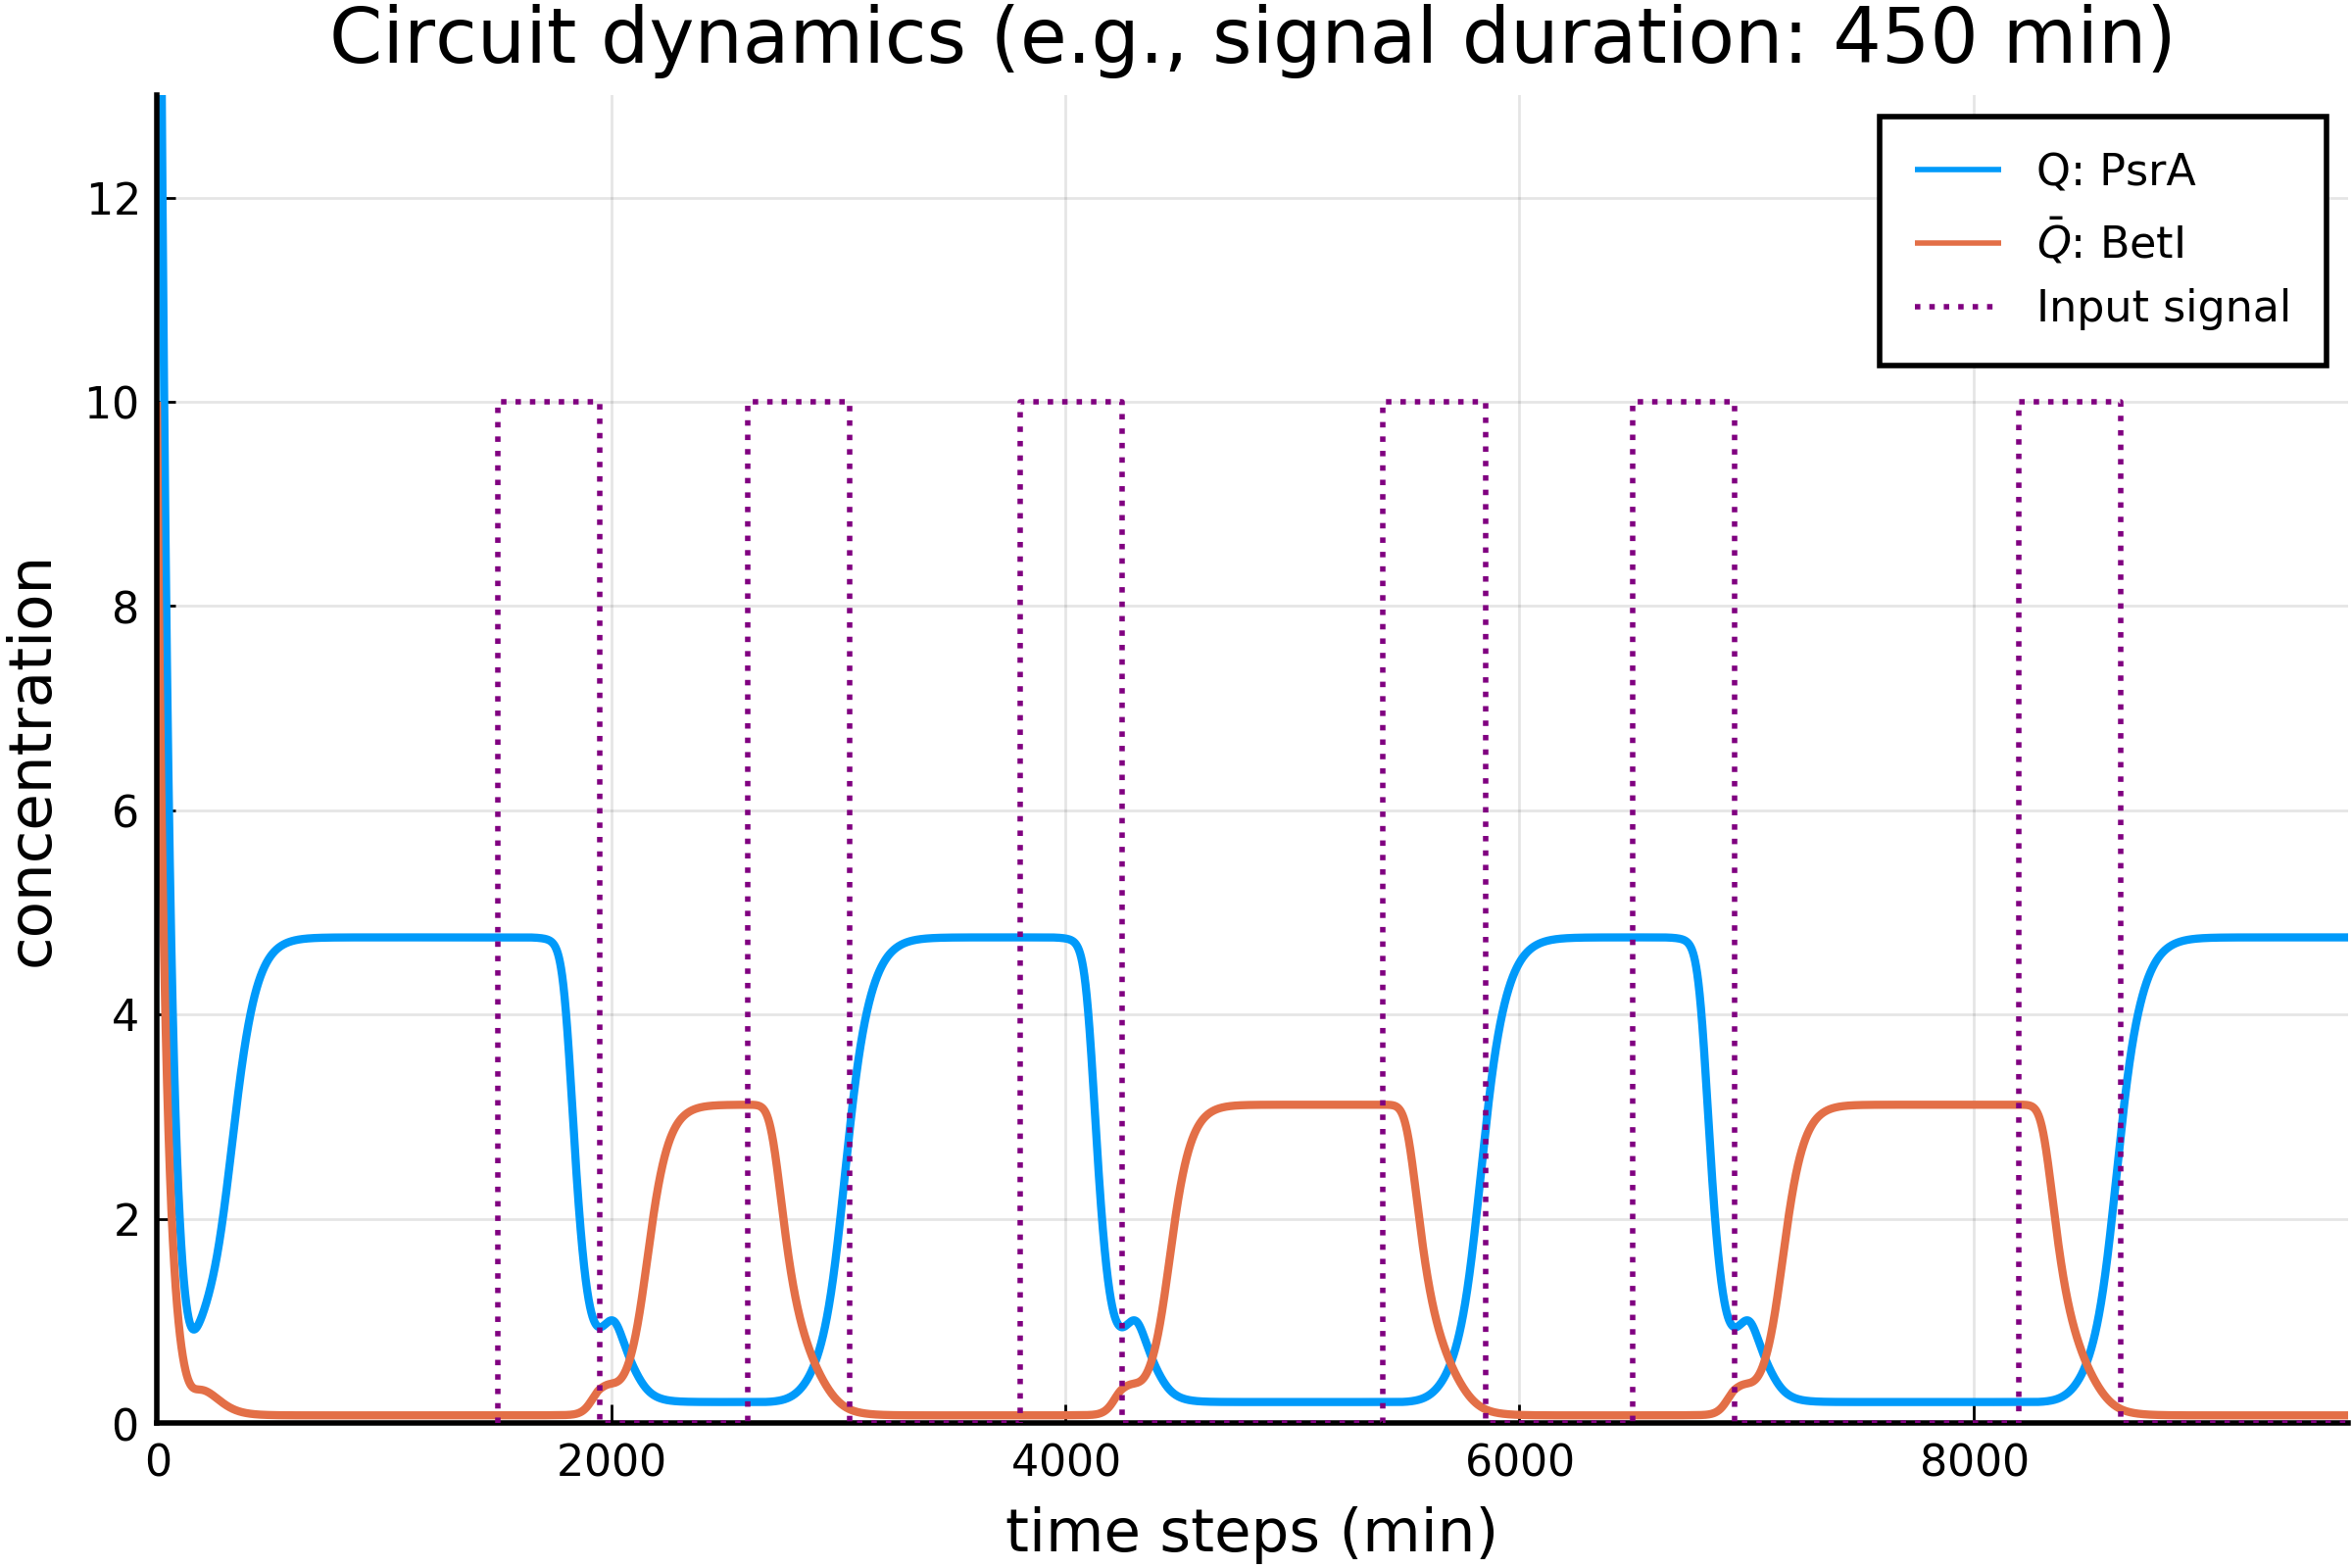 Circuit dynamics (e.g., signal duration: 450 min)
Q: PsrA
Q̄: BetI
Input signal
concentration
12
10
8
6
4
2
0
0 2000 4000 6000 8000
time steps (min)